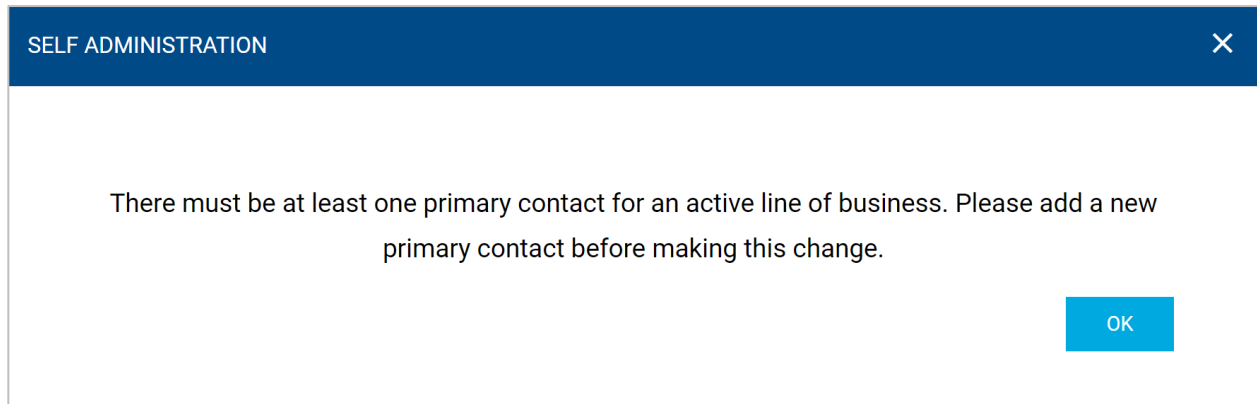 SELF ADMINISTRATION
There must be at least one primary contact for an active line of business. Please add a new
primary contact before making this change.
OK